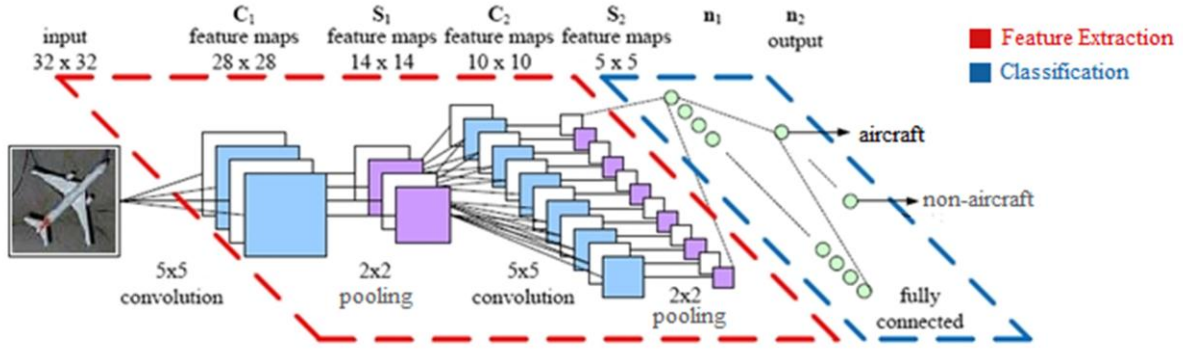 input
32 x 32
C1
feature maps
28 x 28
S1
feature maps
14 x 14
C2
feature maps
10 x 10
S2
feature maps
5 x 5
n1
n2
output
Feature Extraction
Classification
aircraft
non-aircraft
5x5
convolution
2x2
pooling
5x5
convolution
2x2
pooling
fully
connected